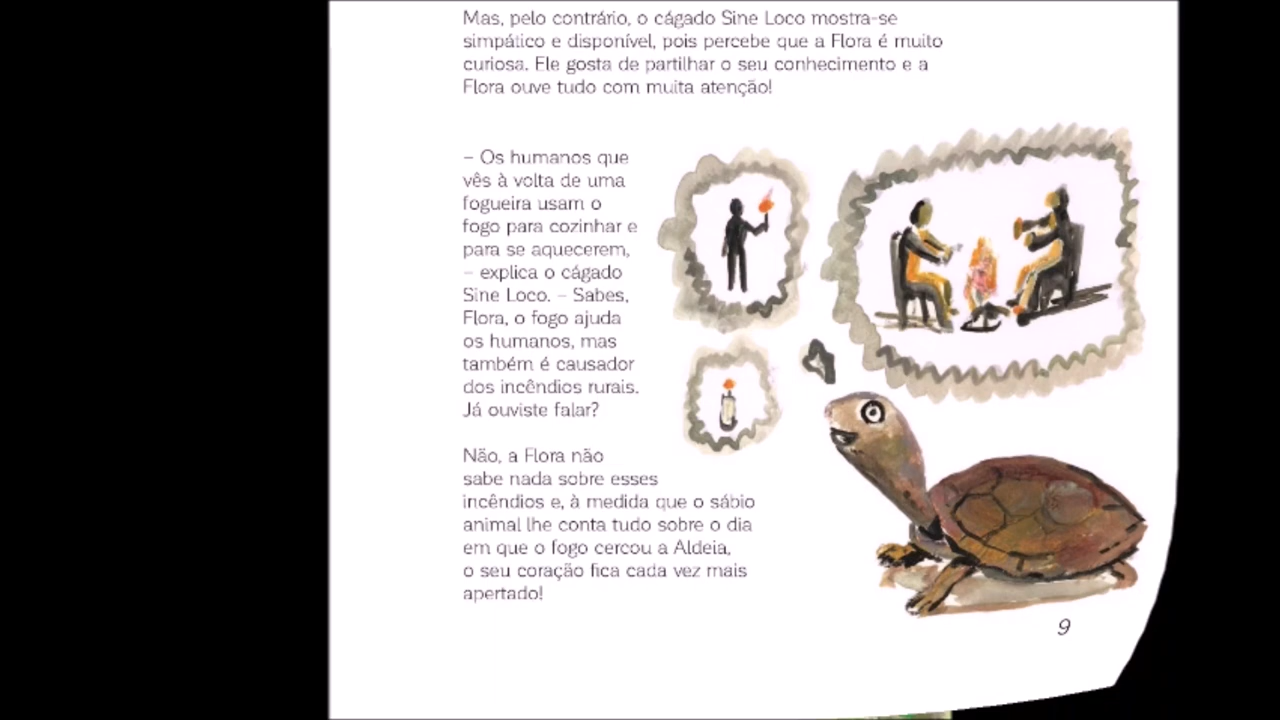 Mas, pelo contrário, o cágado Sine Loco mostra-se
simpático e disponível, pois percebe que a Flora é muito
curiosa. Ele gosta de partilhar o seu conhecimento e a
Flora ouve tudo com muita atenção!
– Os humanos que
vês à volta de uma
fogueira usam o
fogo para cozinhar e
para se aquecerem,
– explica o cágado
Sine Loco. – Sabes,
Flora, o fogo ajuda
os humanos, mas
também é causador
dos incêndios rurais.
Já ouviste falar?
Não, a Flora não
sabe nada sobre esses
incêndios e, à medida que o sábio
animal lhe conta tudo sobre o dia
em que o fogo cercou a Aldeia,
o seu coração fica cada vez mais
apertado!
9